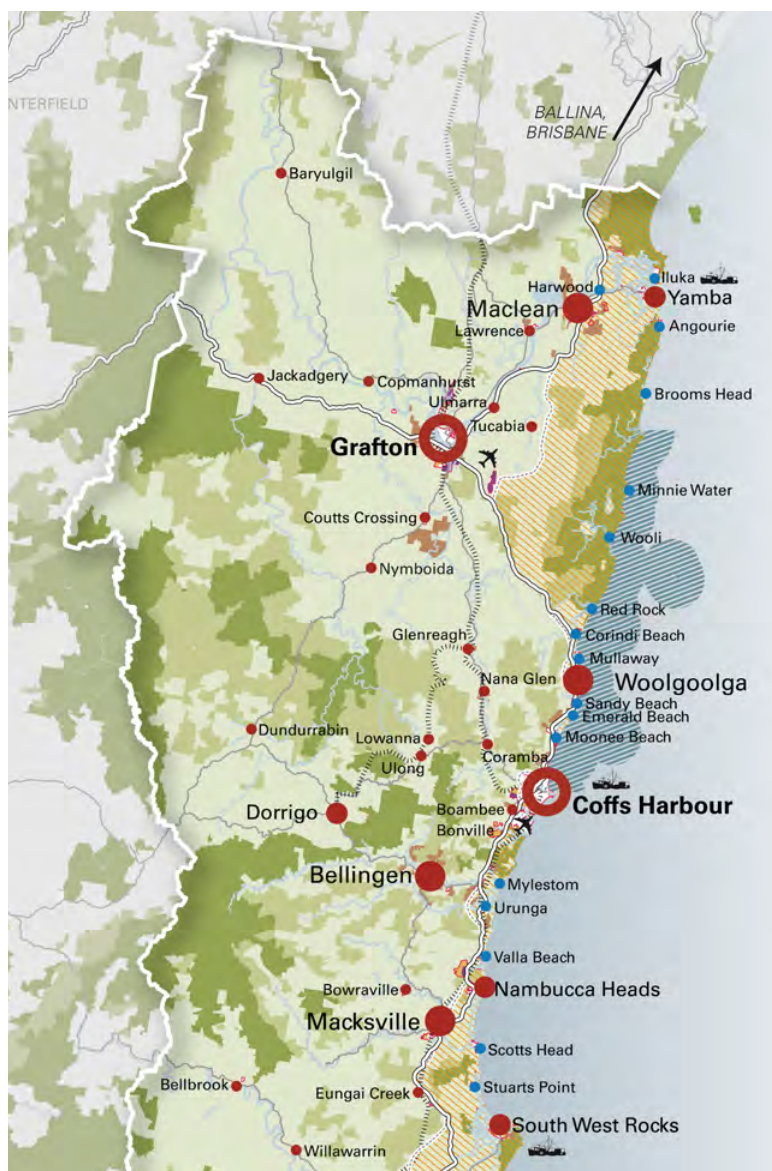 NTERFIELD
BALLINA,
BRISBANE
Baryulgil
Iluka
Harwood
Yamba
Maclean
Lawrence
Angourie
Jackadgery
Copmanhurst
Brooms Head
Ulmarra
Tucabia
Grafton
Minnie Water
Coutts Crossing
Wooli
Nymboida
Red Rock
Corindi Beach
Glenreagh
Mullaway
Nana Glen
Woolgoolga
Sandy Beach
Emerald Beach
Dundurrabin
Lowanna
Moonee Beach
Ulong
Coramba
Dorrigo
Boambee
Coffs Harbour
Bonville
Bellingen
Mylestom
Urunga
Valla Beach
Bowraville
Nambucca Heads
Macksville
Scotts Head
Bellbrook
Eungai Creek
Stuarts Point
South West Rocks
Willawarrin